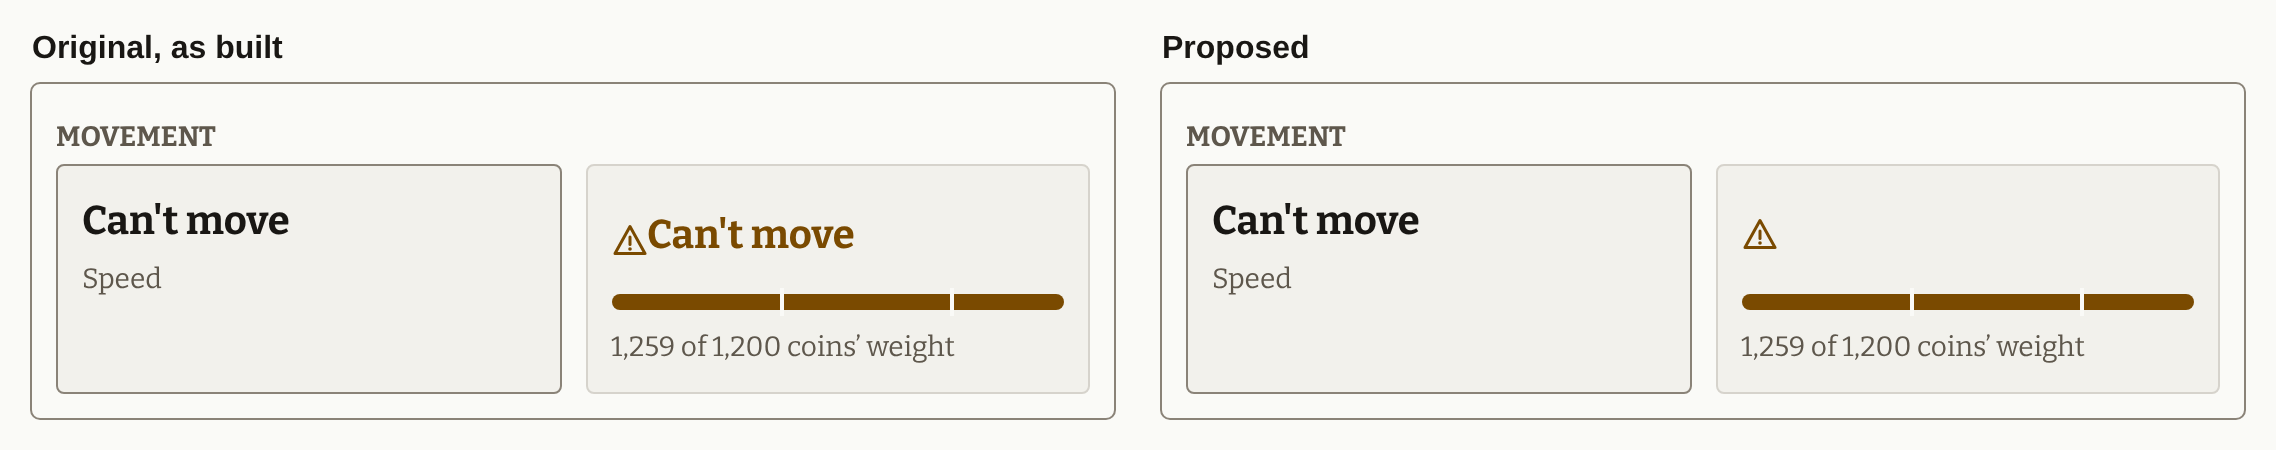 Original, as built
MOVEMENT
Can't move
Speed
Can't move
1,259 of 1,200 coins’ weight
Proposed
MOVEMENT
Can't move
Speed
1,259 of 1,200 coins’ weight